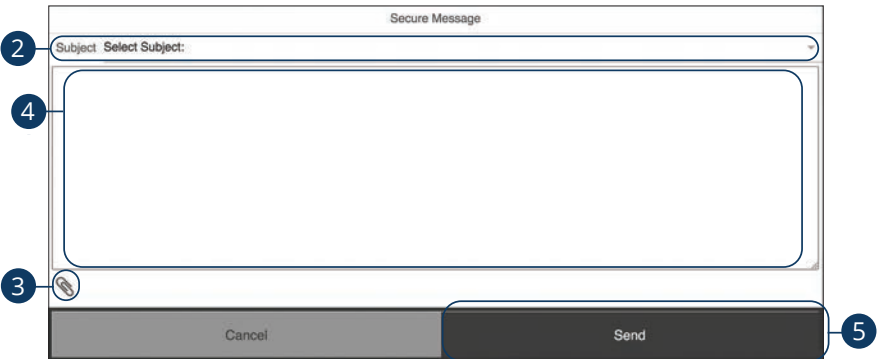 Secure Message
2 Subject Select Subject:
4
3
Cancel Send 5